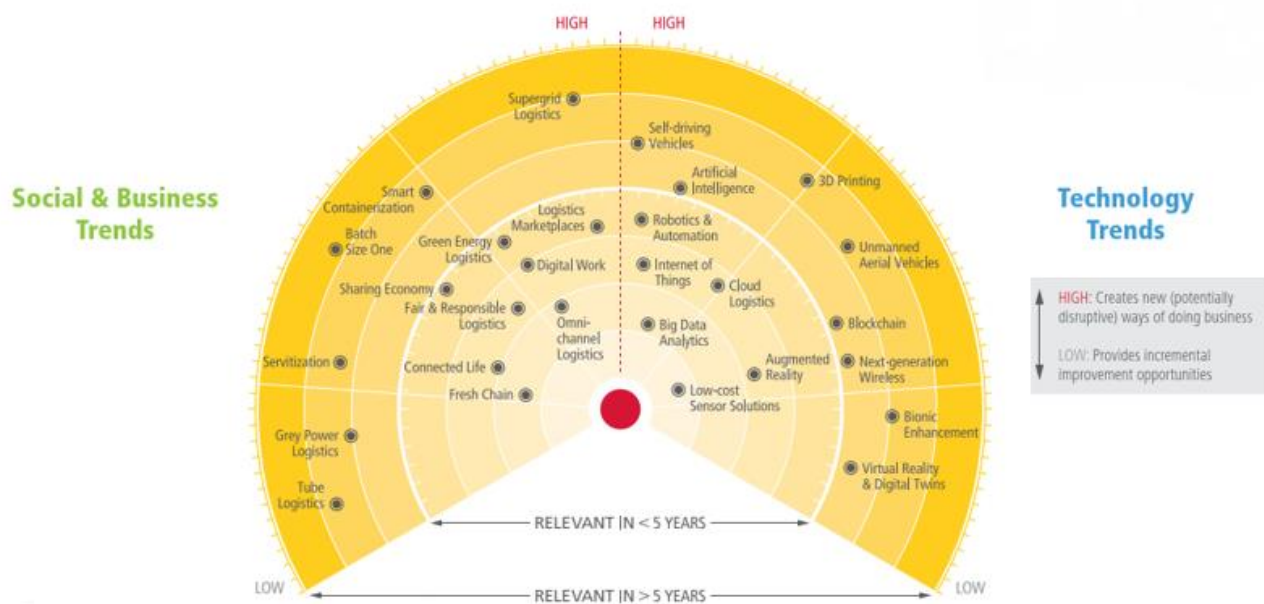 HIGH
HIGH
Social & Business
Trends
Supergrid
Logistics
Smart
Containerization
Batch
Size One
Logistics
Marketplaces
Green Energy
Logistics
Digital Work
Sharing Economy
Fair & Responsible
Logistics
Omni-
channel
Logistics
Servitization
Connected Life
Fresh Chain
Grey Power
Logistics
Tube
Logistics
Self-driving
Vehicles
Artificial
Intelligence
3D Printing
Robotics &
Automation
Unmanned
Aerial Vehicles
Internet of
Things
Cloud
Logistics
Big Data
Analytics
Blockchain
Augmented
Reality
Next-generation
Wireless
Low-cost
Sensor Solutions
Bionic
Enhancement
Virtual Reality
& Digital Twins
Technology
Trends
HIGH: Creates new (potentially
disruptive) ways of doing business
LOW: Provides incremental
improvement opportunities
RELEVANT IN < 5 YEARS
LOW
RELEVANT IN > 5 YEARS
LOW